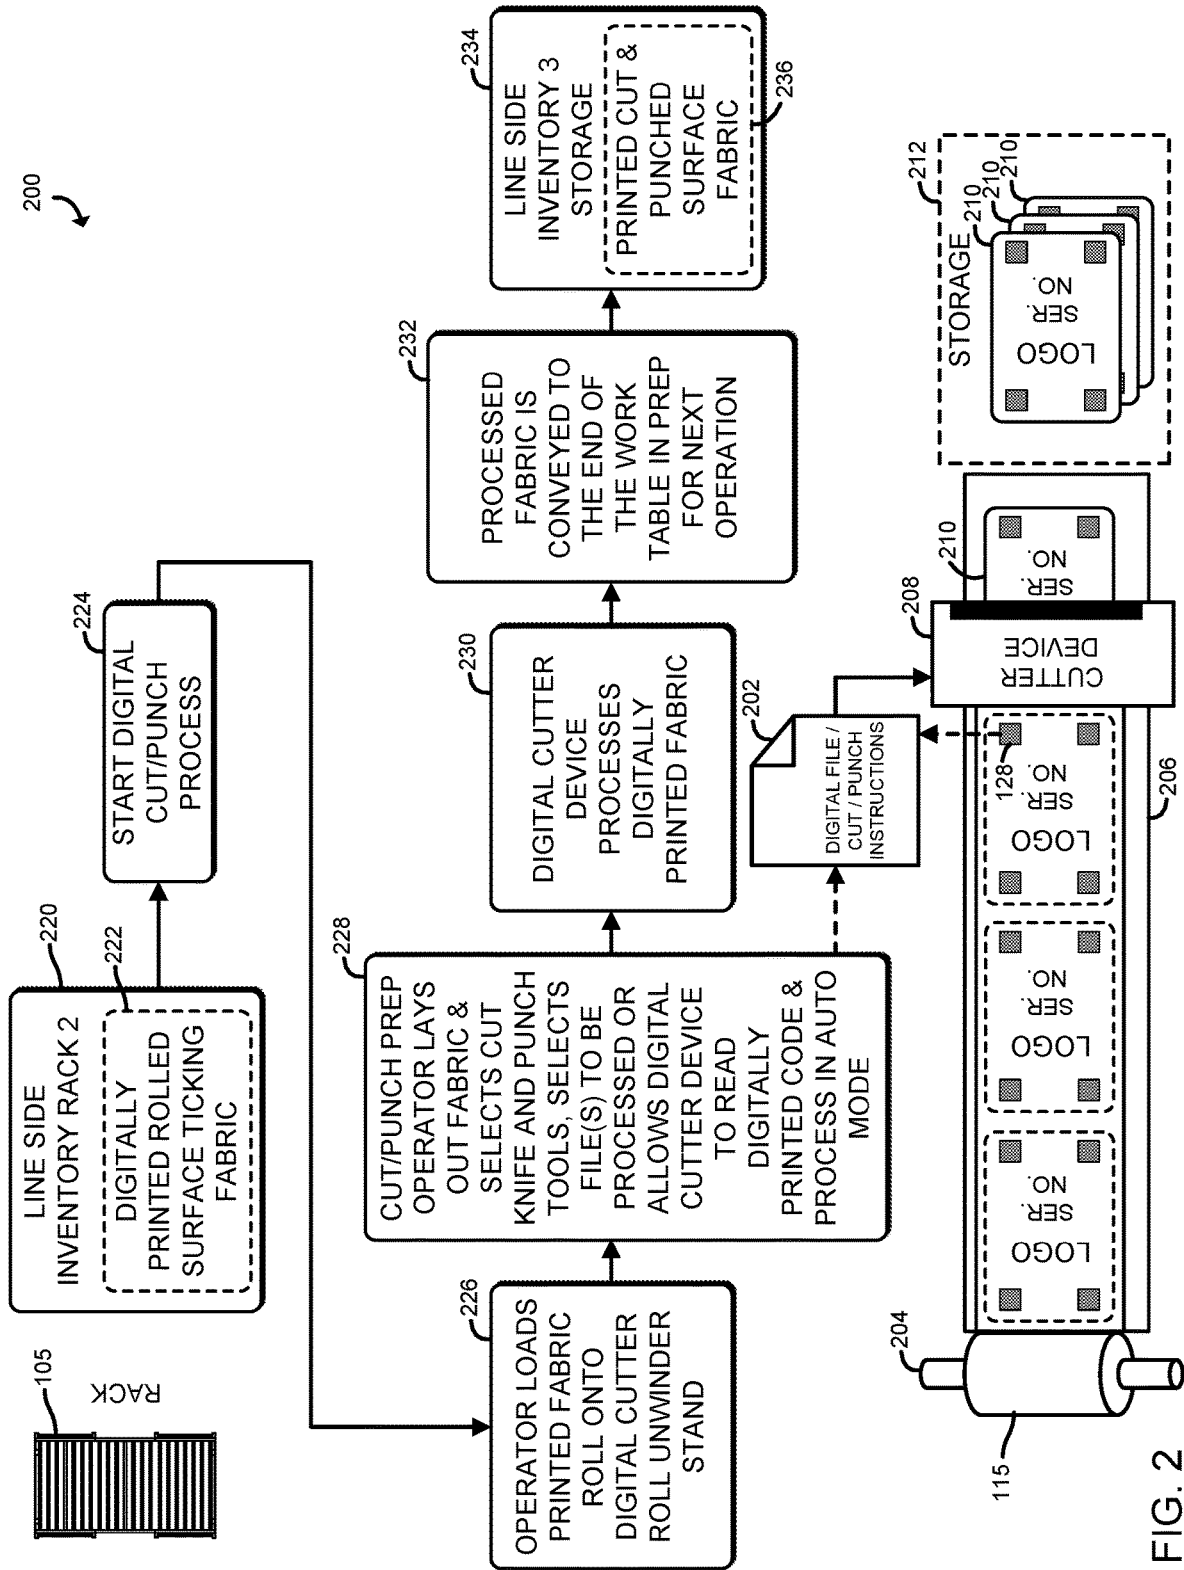 200
105
RACK
220
LINE SIDE
INVENTORY RACK 2
222
DIGITALLY
PRINTED ROLLED
SURFACE TICKING
FABRIC
224
START DIGITAL
CUT/PUNCH
PROCESS
226
OPERATOR LOADS
PRINTED FABRIC
ROLL ONTO
DIGITAL CUTTER
ROLL UNWINDER
STAND
228
CUT/PUNCH PREP
OPERATOR LAYS
OUT FABRIC &
SELECTS CUT
KNIFE AND PUNCH
TOOLS, SELECTS
FILE(S) TO BE
PROCESSED OR
ALLOWS DIGITAL
CUTTER DEVICE
TO READ
DIGITALLY
PRINTED CODE &
PROCESS IN AUTO
MODE
230
DIGITAL CUTTER
DEVICE
PROCESSES
DIGITALLY
PRINTED FABRIC
232
PROCESSED
FABRIC IS
CONVEYED TO
THE END OF
THE WORK
TABLE IN PREP
FOR NEXT
OPERATION
234
LINE SIDE
INVENTORY 3
STORAGE
PRINTED CUT &
PUNCHED
SURFACE
FABRIC
236
202
DIGITAL FILE /
CUT / PUNCH
INSTRUCTIONS
204
115
LOGO
SER.
NO.
LOGO
SER.
NO.
LOGO
SER.
NO.
128
206
208
CUTTER
DEVICE
210
SER.
NO.
212
STORAGE
210
210
210
LOGO
SER.
NO.
FIG. 2